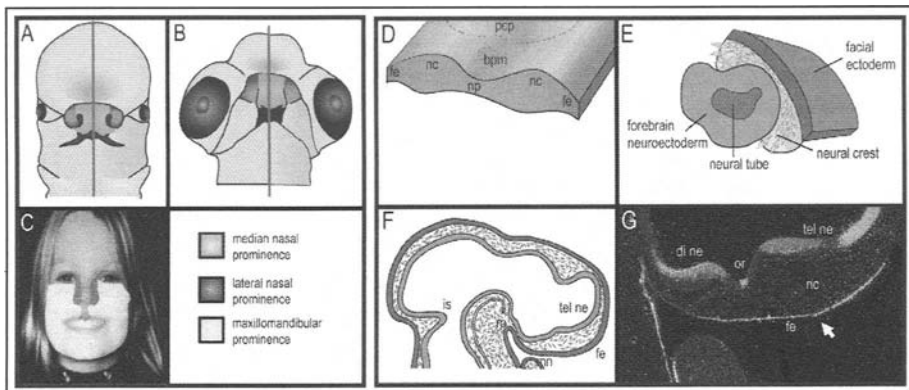 A
B
C
median nasal
prominence
lateral nasal
prominence
maxillomandibular
prominence
D
pcp
bpm
fe
nc
nc
np
fe
E
facial
ectoderm
forebrain
neuroectoderm
neural tube
neural crest
F
is
tel ne
fe
G
di ne
or
tel ne
nc
fe